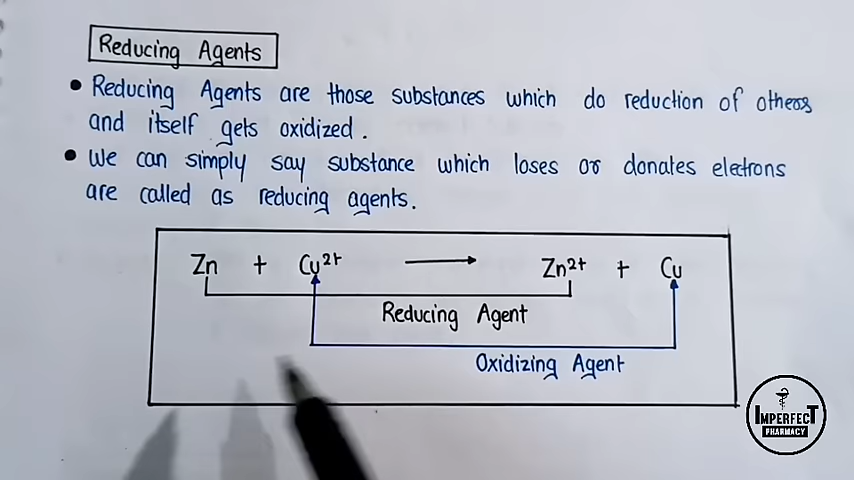 Reducing Agents
• Reducing Agents are those substances which do reduction of others
and itself gets oxidized.
• We can simply say substance which loses or donates electrons
are called as reducing agents.
Zn + Cu²⁺ → Zn²⁺ + Cu
Reducing Agent
Oxidizing Agent
IMPERFECT
PHARMACY